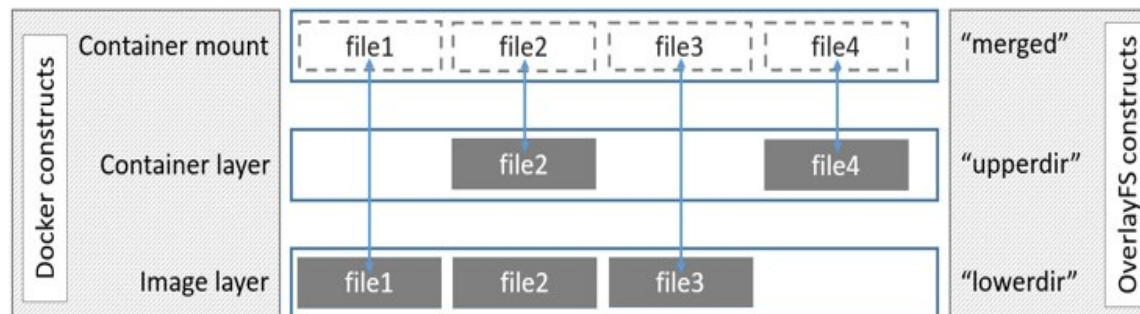 Docker constructs
Container mount
file1 file2 file3 file4
“merged”
Container layer
file2 file4
“upperdir”
Image layer
file1 file2 file3
“lowerdir”
OverlayFS constructs